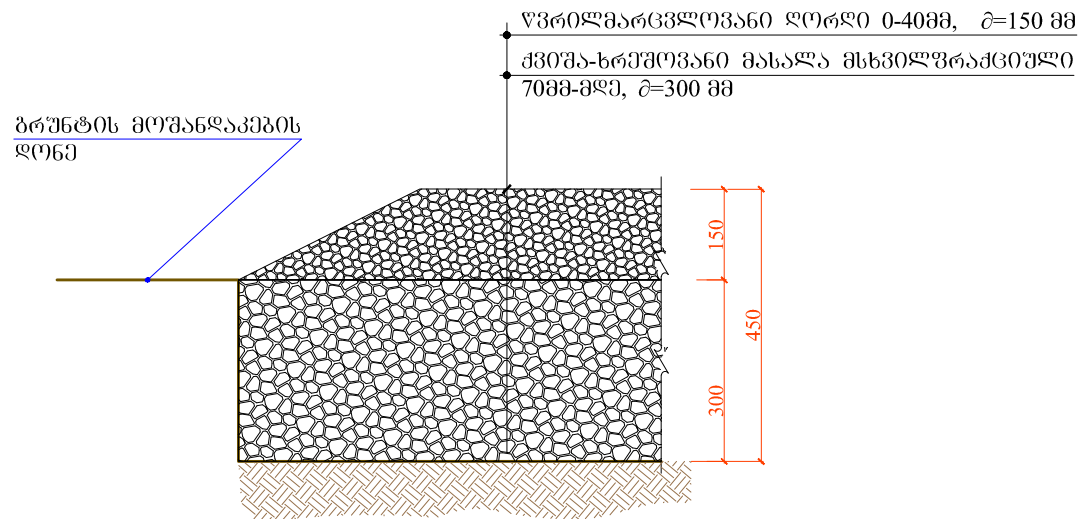 წვრილმარცვლოვანი ღორღი 0-40მმ, ∂=150 მმ
ქვიშა-ხრეშოვანი მასალა მსხვილფრაქციული
70მმ-მდე, ∂=300 მმ
გრუნტის მოშანდაკების
დონე
150
450
300